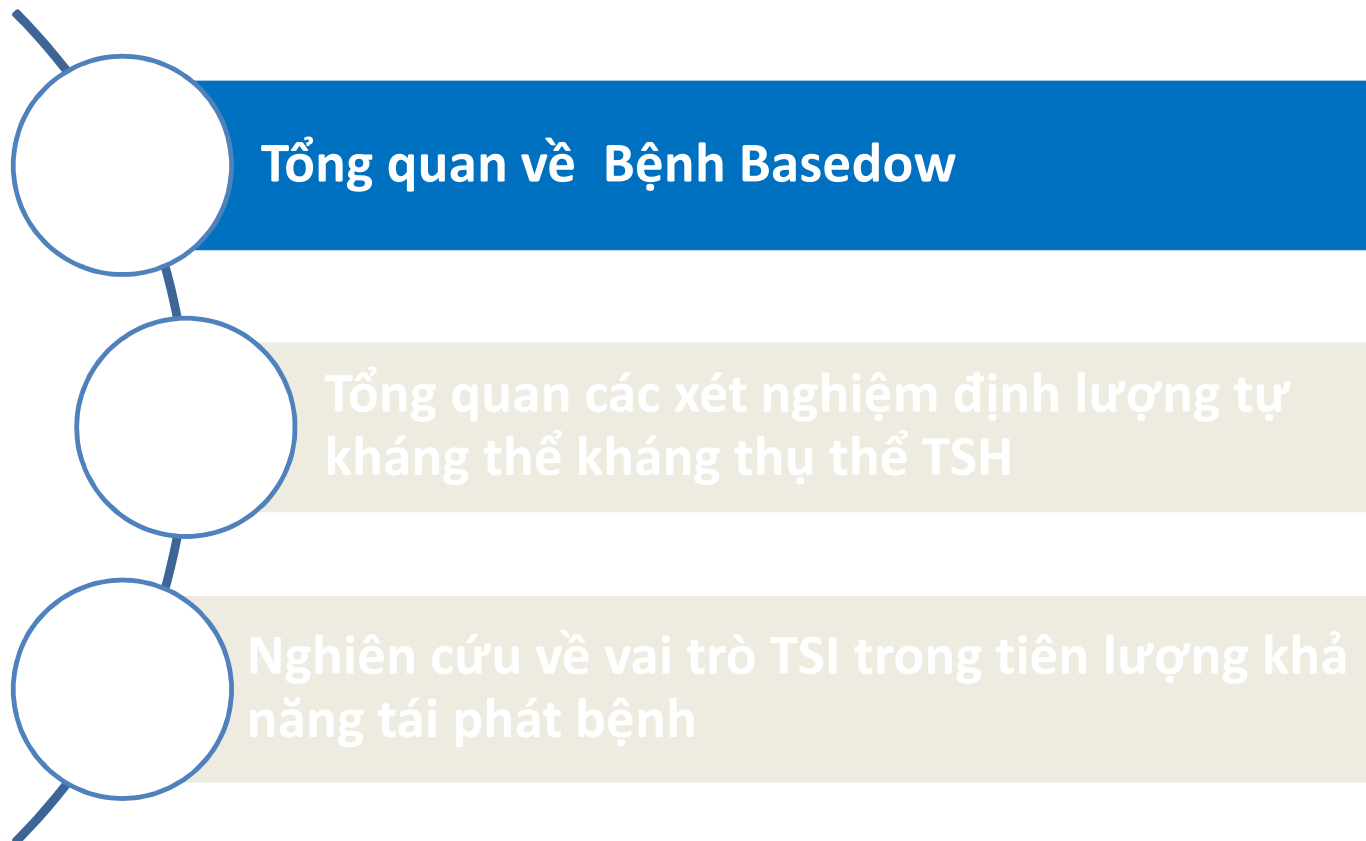 Tổng quan về  Bệnh Basedow
Tổng quan các xét nghiệm định lượng tự
kháng thể kháng thụ thể TSH
Nghiên cứu về vai trò TSI trong tiên lượng khả
năng tái phát bệnh